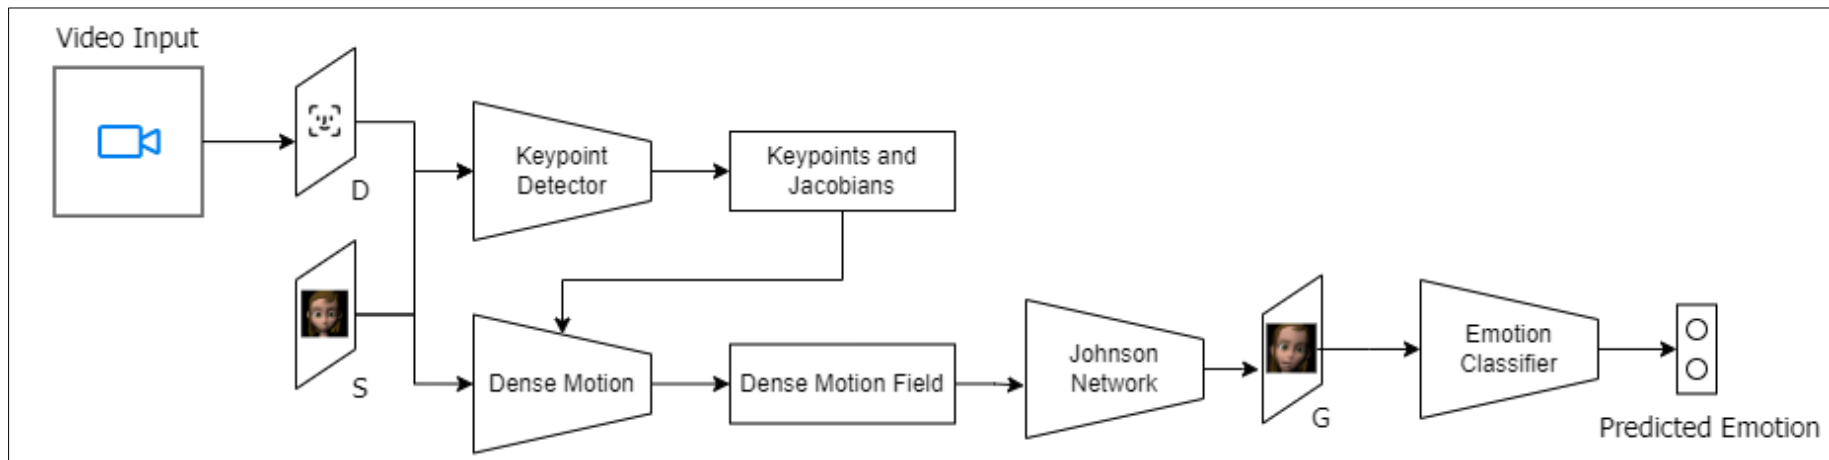 Video Input
D
S
Keypoint
Detector
Keypoints and
Jacobians
Dense Motion
Dense Motion Field
Johnson
Network
G
Emotion
Classifier
Predicted Emotion